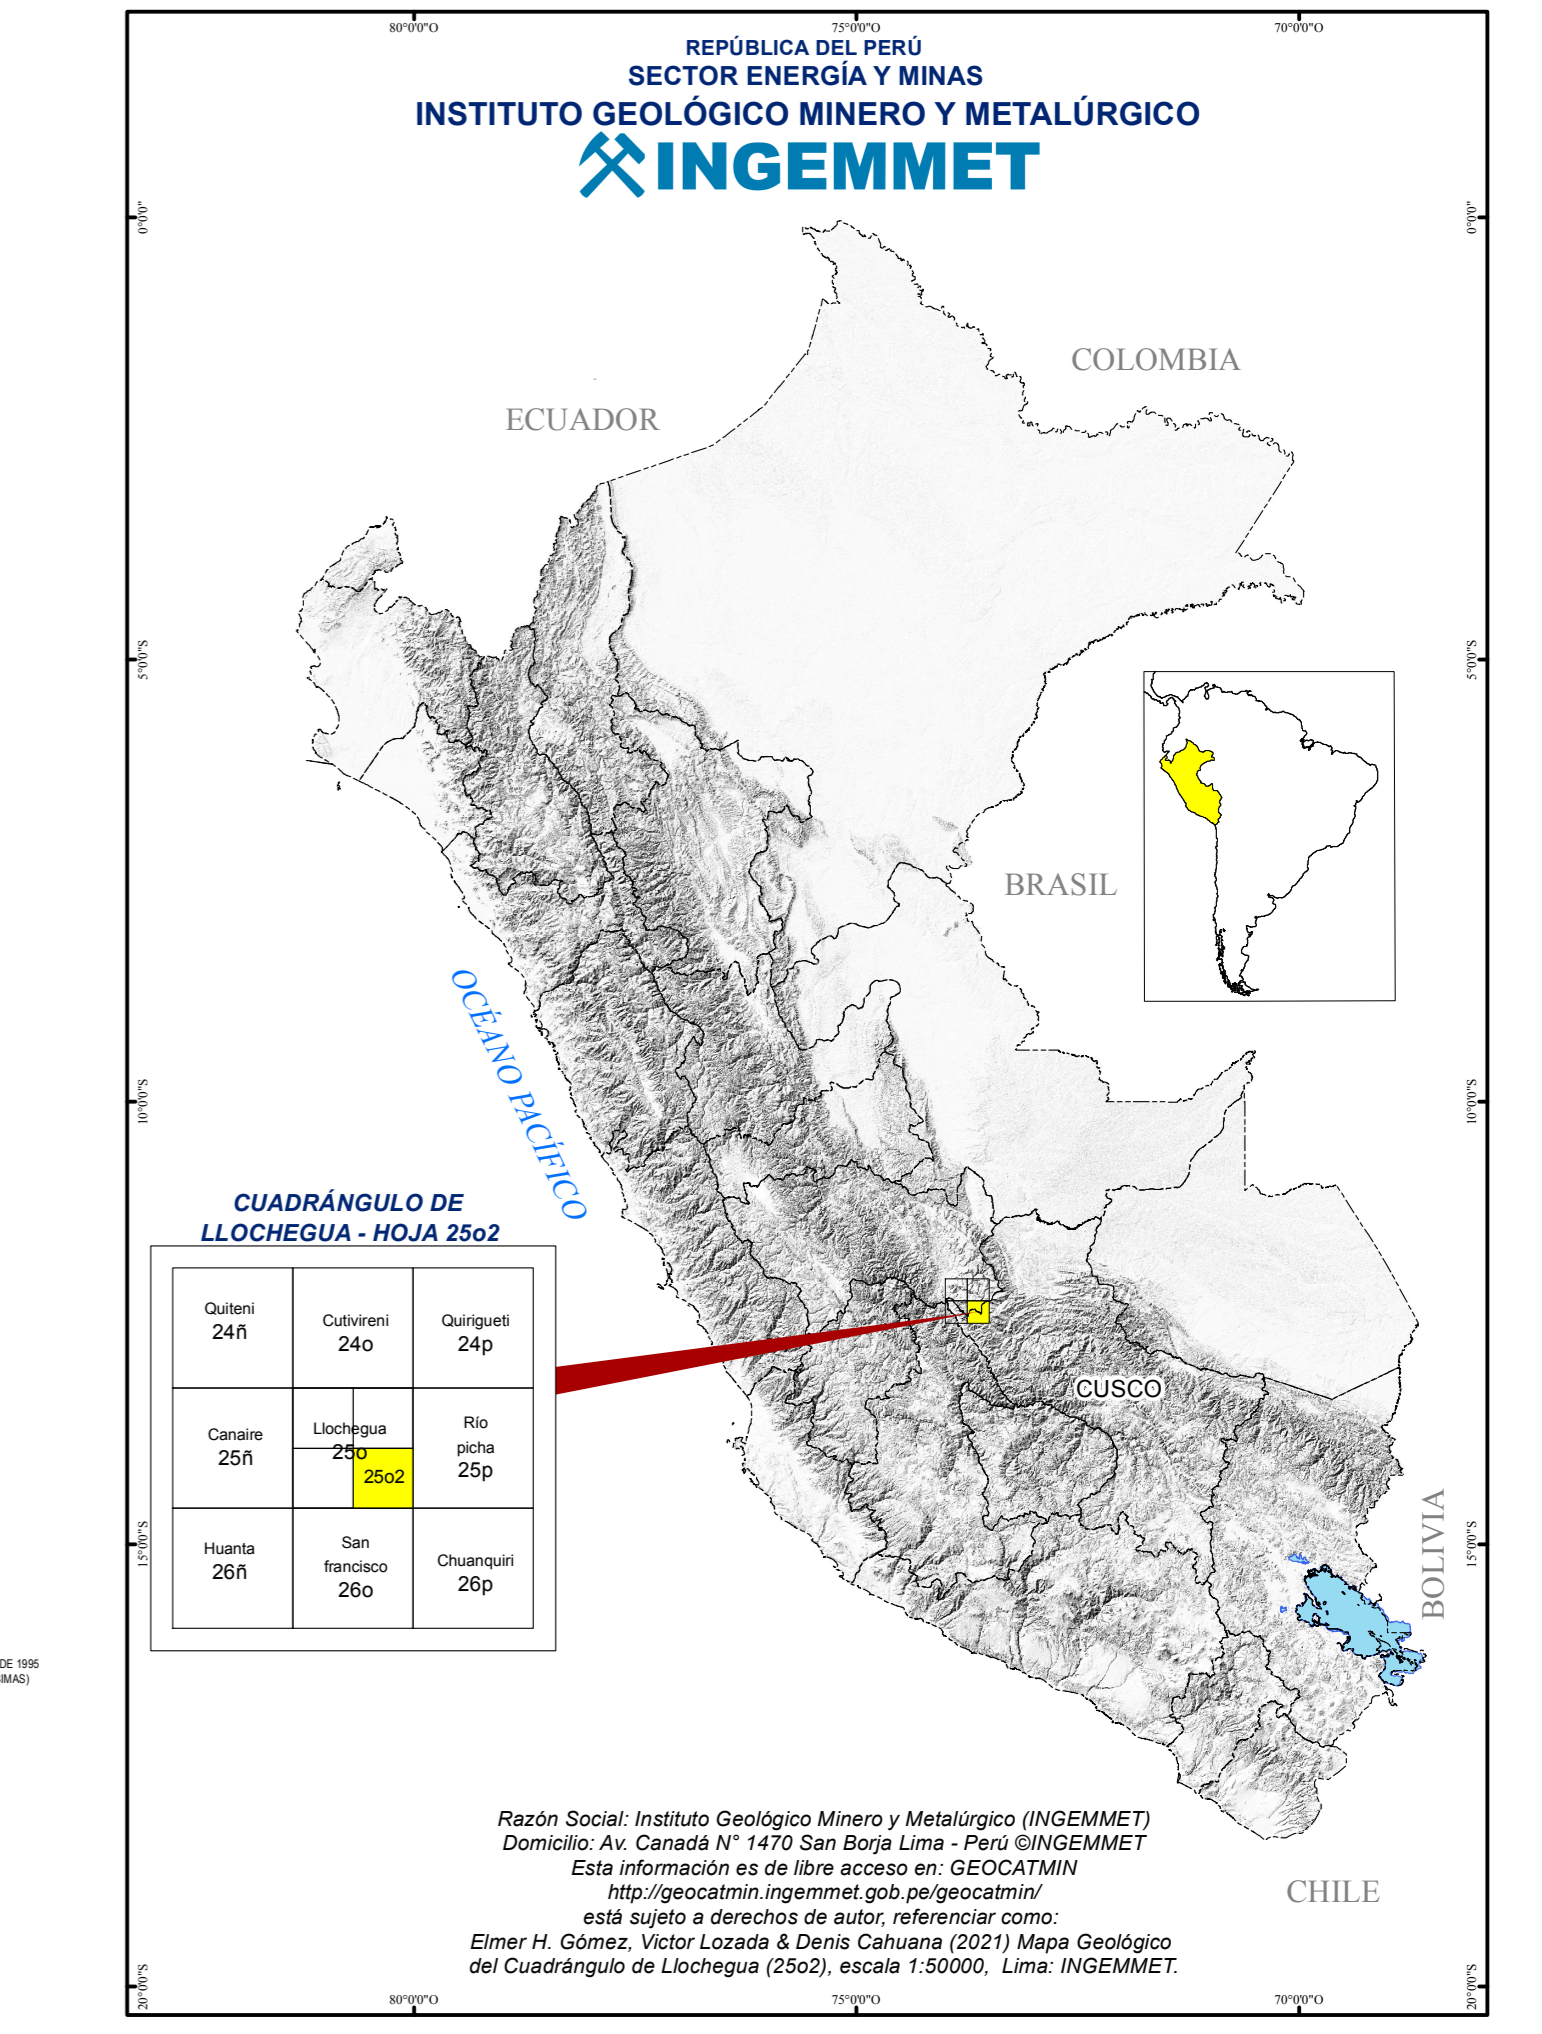 80°0'0"O
75°0'0"O
70°0'0"O
REPÚBLICA DEL PERÚ
SECTOR ENERGÍA Y MINAS
INSTITUTO GEOLÓGICO MINERO Y METALÚRGICO
INGEMMET
0°0'0"
0°0'0"
COLOMBIA
ECUADOR
5°0'0"S
5°0'0"S
BRASIL
OCÉANO PACÍFICO
10°0'0"S
10°0'0"S
CUADRÁNGULO DE
LLOCHEGUA - HOJA 25o2
Quiteni
24ñ
Cutivireni
24o
Quirigueti
24p
Canaire
25ñ
Llochegua
25o
25o2
Río
picha
25p
Huanta
26ñ
San
francisco
26o
Chuanquiri
26p
CUSCO
BOLIVIA
15°0'0"S
15°0'0"S
DE 1995
IMAS)
Razón Social: Instituto Geológico Minero y Metalúrgico (INGEMMET)
Domicilio: Av. Canadá N° 1470 San Borja Lima - Perú ©INGEMMET
Esta información es de libre acceso en: GEOCATMIN
http://geocatmin.ingemmet.gob.pe/geocatmin/
está sujeto a derechos de autor, referenciar como:
Elmer H. Gómez, Victor Lozada & Denis Cahuana (2021) Mapa Geológico
del Cuadrángulo de Llochegua (25o2), escala 1:50000, Lima: INGEMMET.
CHILE
20°0'0"S
20°0'0"S
80°0'0"O
75°0'0"O
70°0'0"O